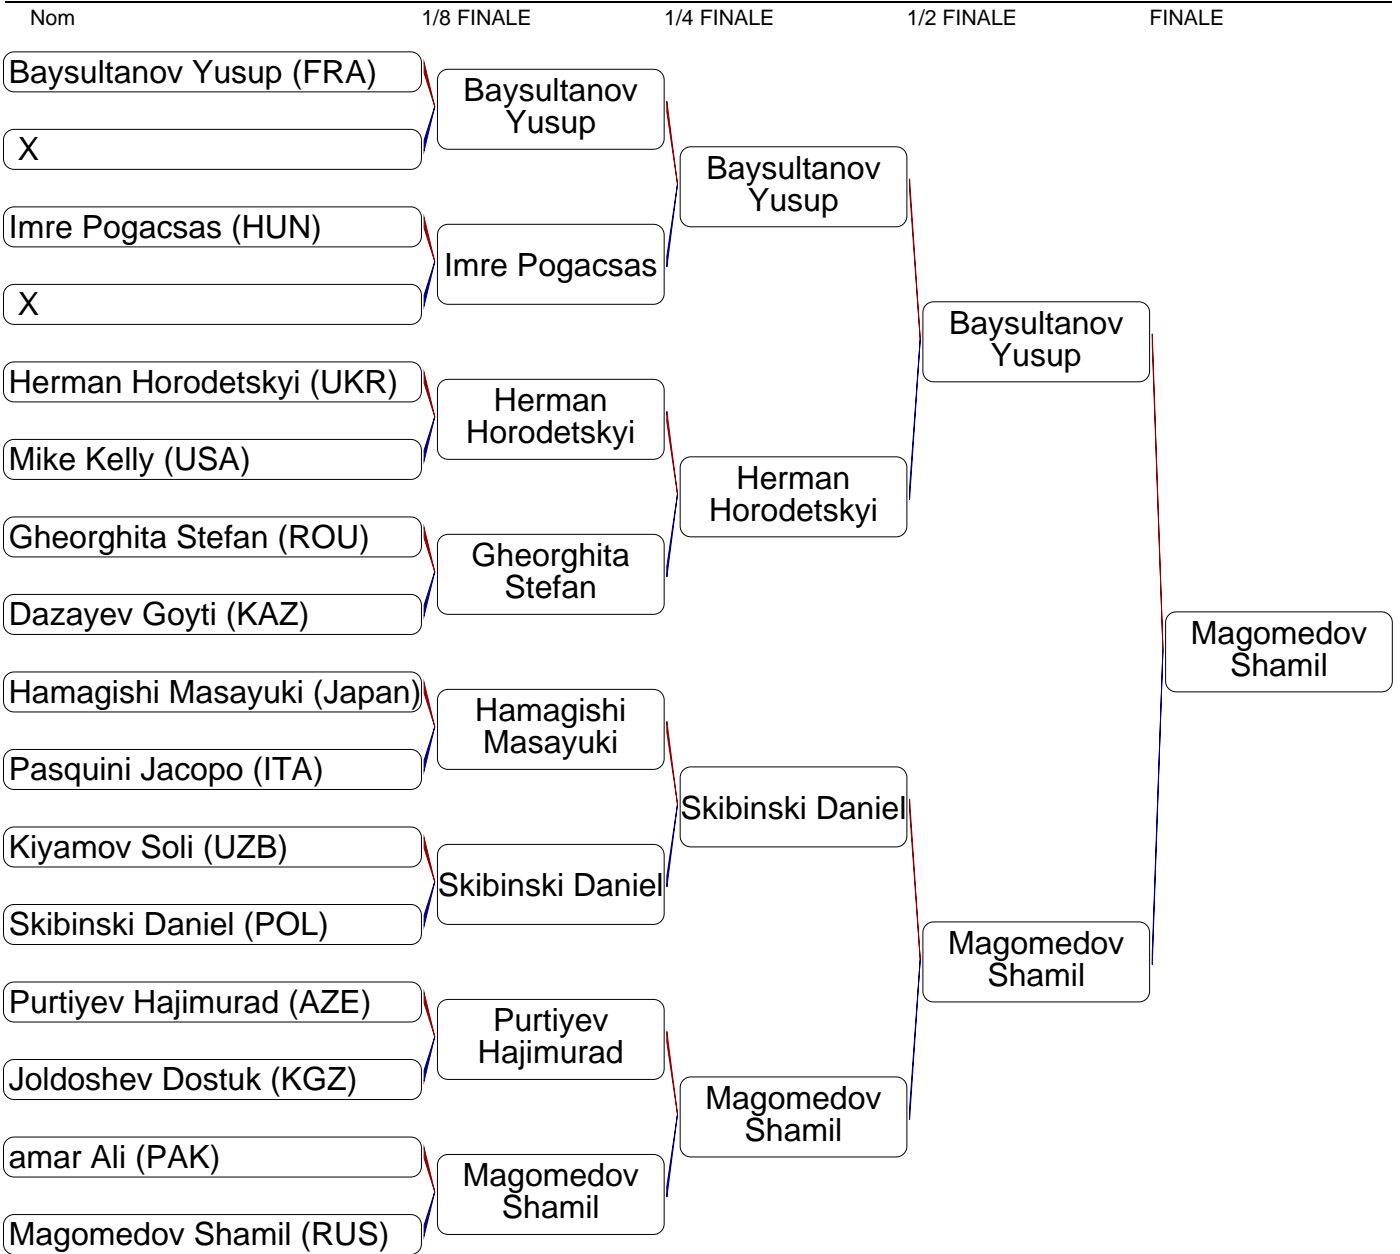 Nom 1/8 FINALE 1/4 FINALE 1/2 FINALE FINALE
Baysultanov Yusup (FRA)
X
Imre Pogacsas (HUN)
X
Herman Horodetskyi (UKR)
Mike Kelly (USA)
Gheorghita Stefan (ROU)
Dazayev Goyti (KAZ)
Hamagishi Masayuki (Japan)
Pasquini Jacopo (ITA)
Kiyamov Soli (UZB)
Skibinski Daniel (POL)
Purtiyev Hajimurad (AZE)
Joldoshev Dostuk (KGZ)
amar Ali (PAK)
Magomedov Shamil (RUS)
Baysultanov
Yusup
Imre Pogacsas
Herman
Horodetskyi
Gheorghita
Stefan
Hamagishi
Masayuki
Skibinski Daniel
Purtiyev
Hajimurad
Magomedov
Shamil
Baysultanov
Yusup
Herman
Horodetskyi
Skibinski Daniel
Magomedov
Shamil
Baysultanov
Yusup
Magomedov
Shamil
Magomedov
Shamil